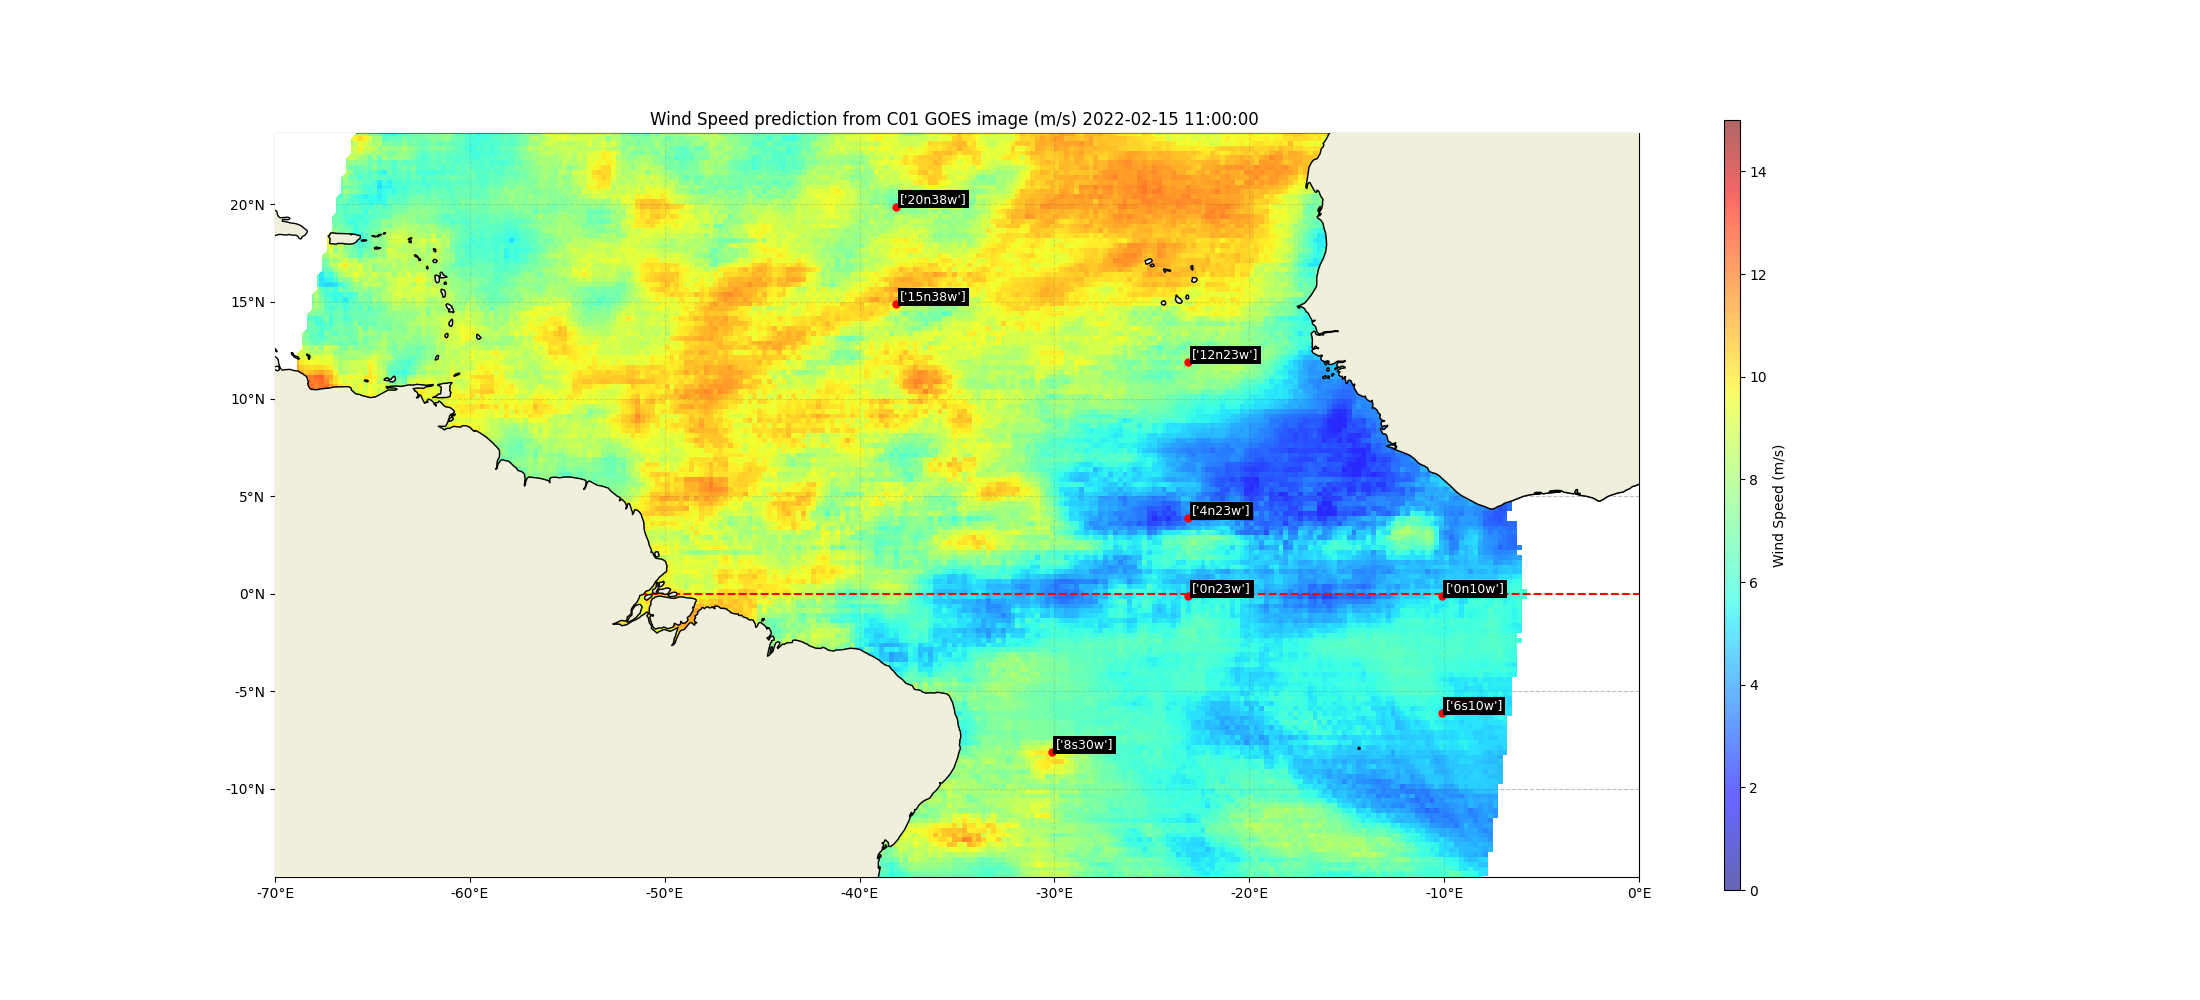 Wind Speed prediction from C01 GOES image (m/s) 2022-02-15 11:00:00
20°N
15°N
10°N
5°N
0°N
-5°N
-10°N
-70°E
-60°E
-50°E
-40°E
-30°E
-20°E
-10°E
0°E
['20n38w']
['15n38w']
['12n23w']
['4n23w']
['0n23w']
['0n10w']
['6s10w']
['8s30w']
14
12
10
8
6
4
2
0
Wind Speed (m/s)